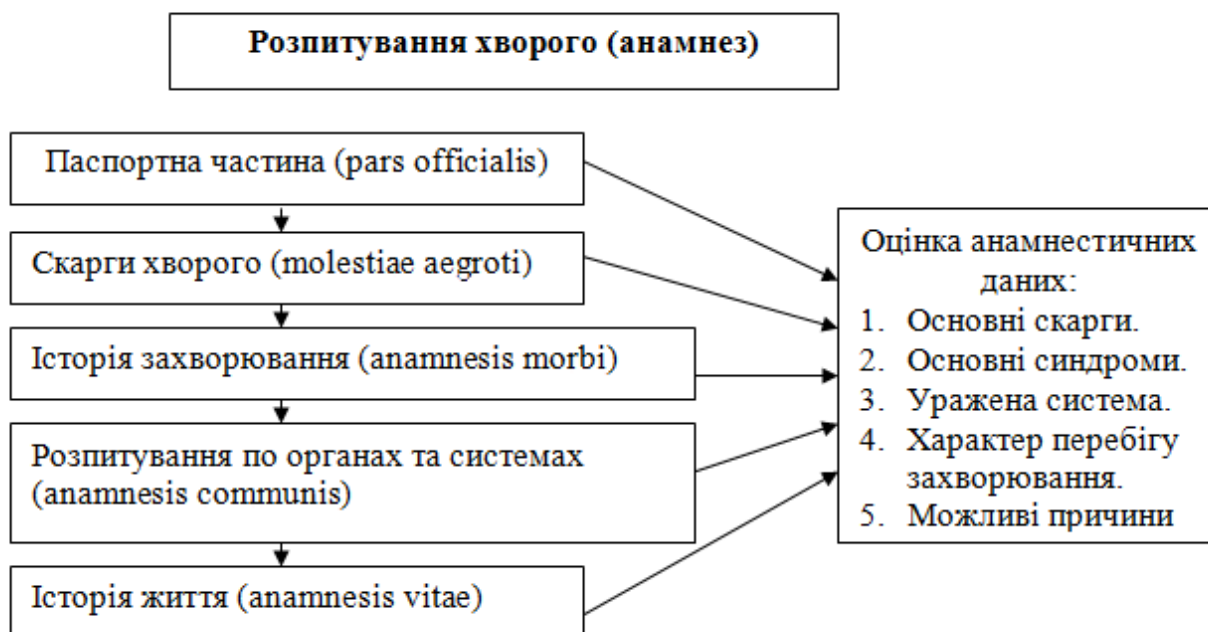 Розпитування хворого (анамнез)
Паспортна частина (pars officialis)
Скарги хворого (molestiae aegroti)
Історія захворювання (anamnesis morbi)
Розпитування по органах та системах
(anamnesis communis)
Історія життя (anamnesis vitae)
Оцінка анамнестичних
даних:
1. Основні скарги.
2. Основні синдроми.
3. Уражена система.
4. Характер перебігу
захворювання.
5. Можливі причини